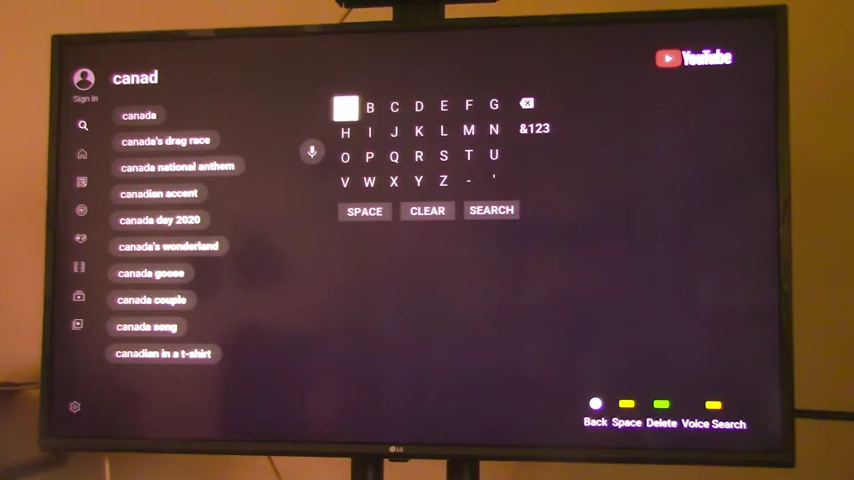 YouTube
canad
Sign in
canada
canada's drag race
canada national anthem
canadian accent
canada day 2020
canada's wonderland
canada goose
canada couple
canada song
canadian in a t-shirt
B C D E F G
H I J K L M N &123
O P Q R S T U
V W X Y Z - '
SPACE CLEAR SEARCH
Back Space Delete Voice Search
LG